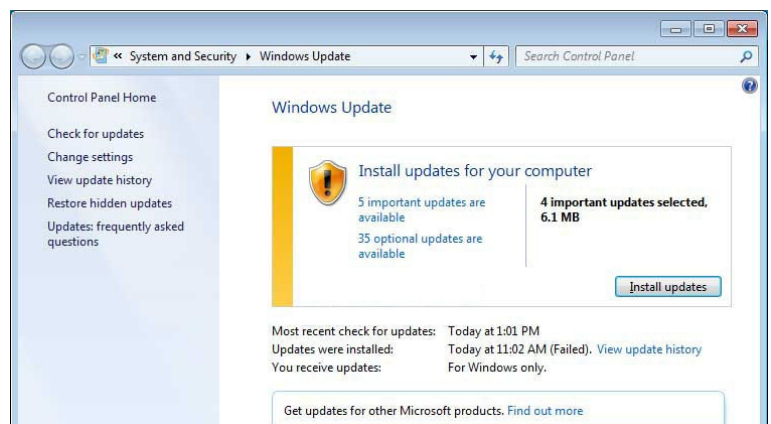 « System and Security ▸ Windows Update
Search Control Panel
Control Panel Home
Check for updates
Change settings
View update history
Restore hidden updates
Updates: frequently asked
questions
Windows Update
Install updates for your computer
5 important updates are
available
35 optional updates are
available
4 important updates selected,
6.1 MB
Install updates
Most recent check for updates: Today at 1:01 PM
Updates were installed: Today at 11:02 AM (Failed). View update history
You receive updates: For Windows only.
Get updates for other Microsoft products. Find out more